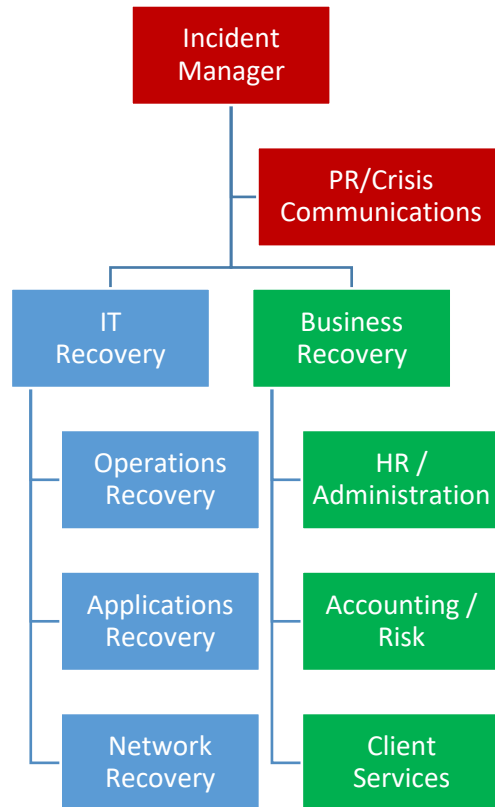 Incident
Manager
PR/Crisis
Communications
IT
Recovery
Business
Recovery
Operations
Recovery
HR /
Administration
Applications
Recovery
Accounting /
Risk
Network
Recovery
Client
Services